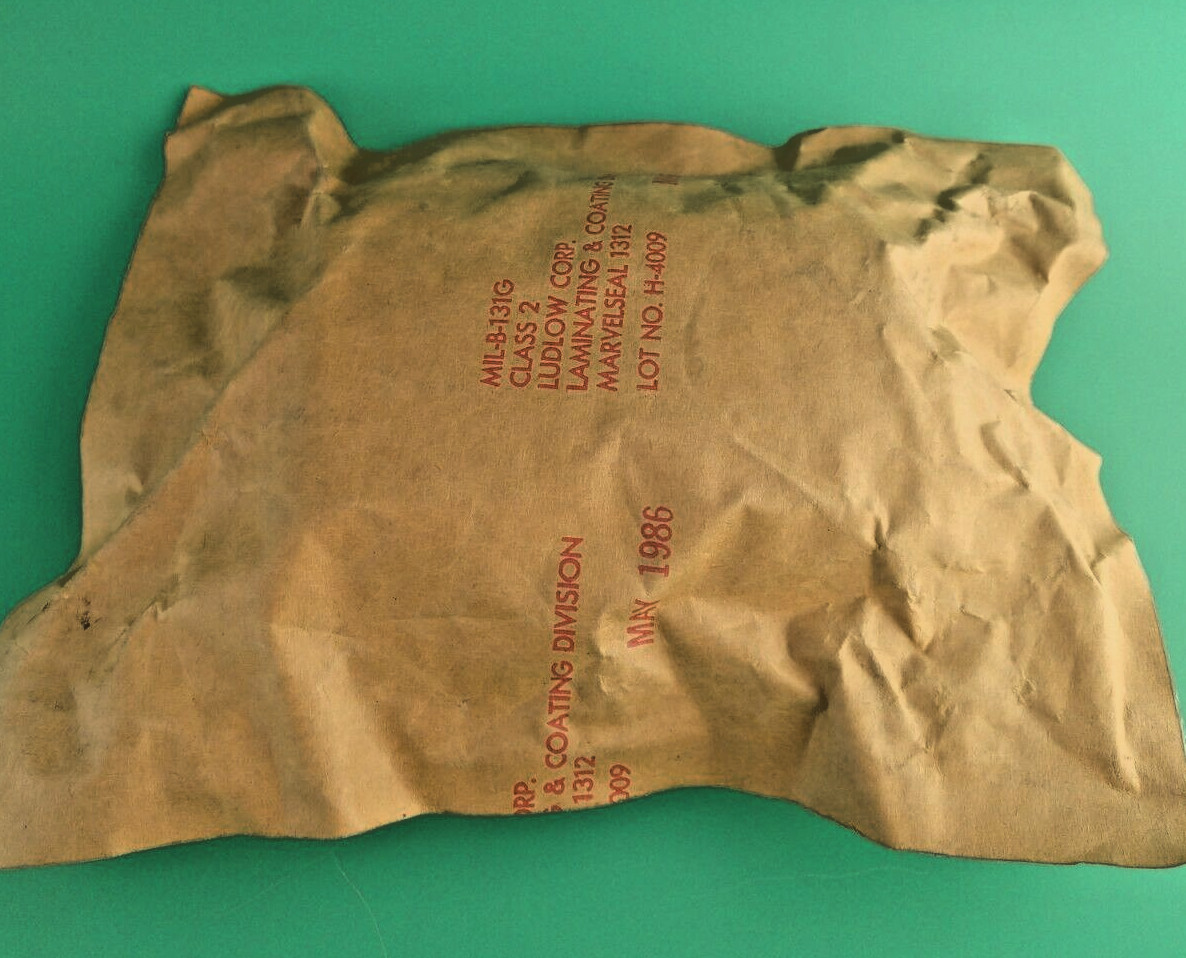 MIL-B-131G
CLASS 2
LUDLOW CORP.
LAMINATING & COATING
MARVELSEAL 1312
LOT NO. H-4009
MAY 1986
ORP.
& COATING DIVISION
1312
009